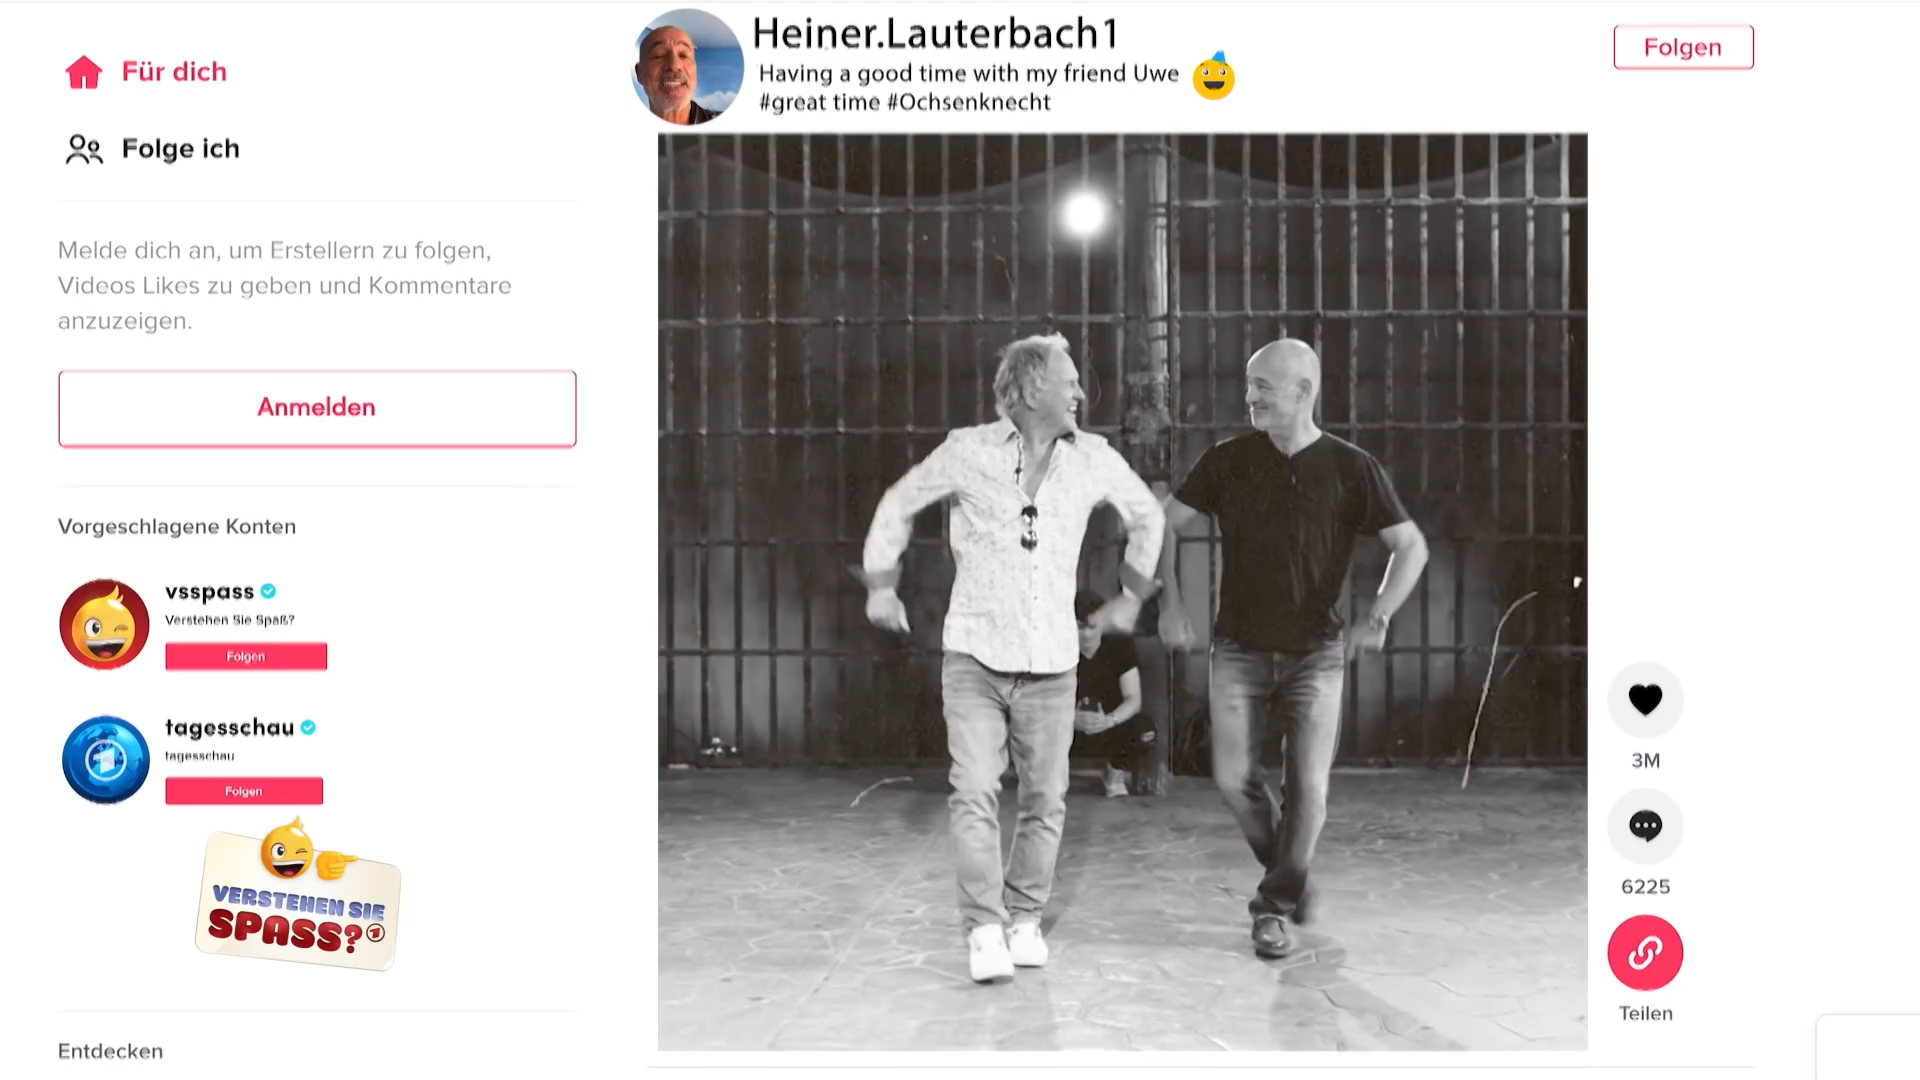 Für dich
Folge ich
Melde dich an, um Erstellern zu folgen,
Videos Likes zu geben und Kommentare
anzuzeigen.
Anmelden
Vorgeschlagene Konten
vsspass
Verstehen Sie Spaß?
Folgen
tagesschau
tagesschau
Folgen
VERSTEHEN SIE
SPASS?
Entdecken
Heiner.Lauterbach1
Having a good time with my friend Uwe
#great time #Ochsenknecht
Folgen
3M
6225
Teilen